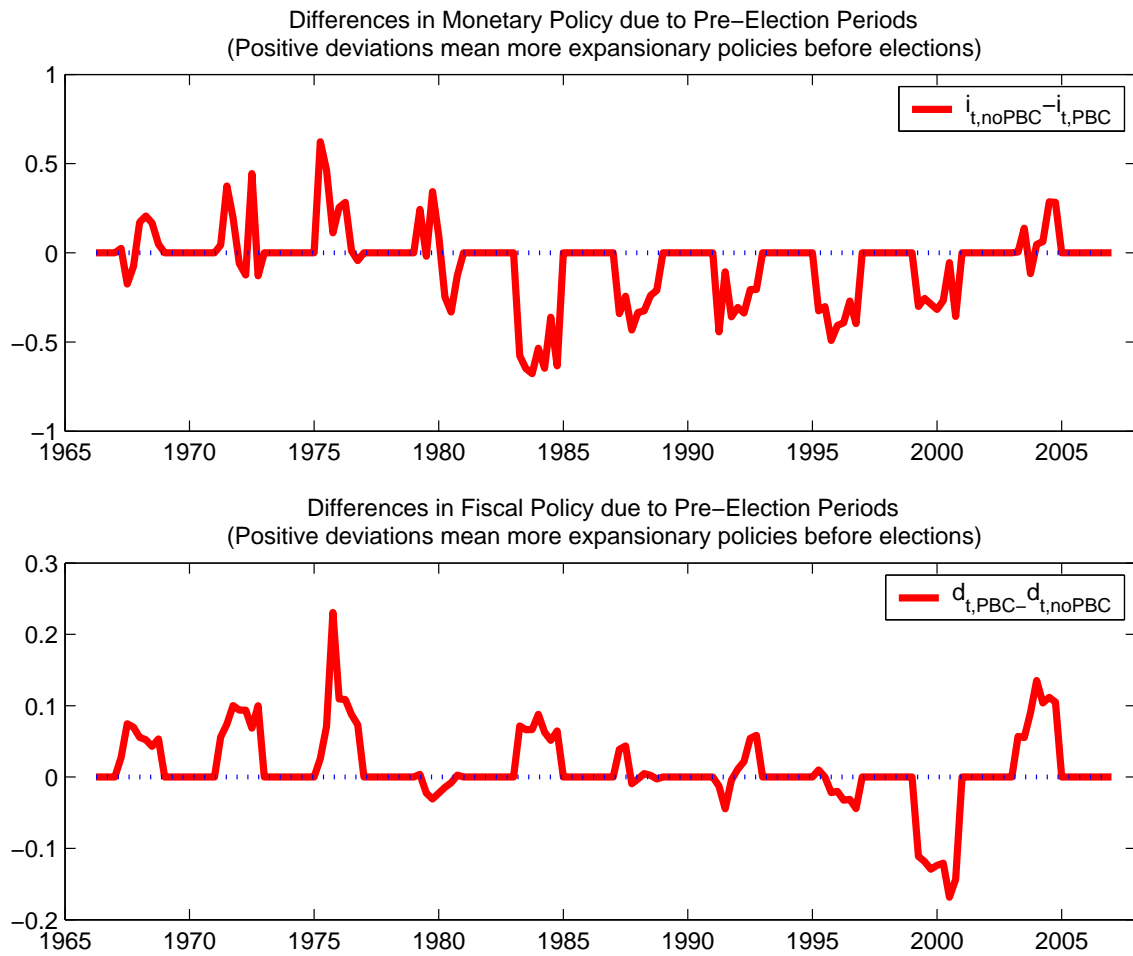 Differences in Monetary Policy due to Pre−Election Periods
(Positive deviations mean more expansionary policies before elections)
1
i_t,noPBC−i_t,PBC
0.5
0
−0.5
−1
1965 1970 1975 1980 1985 1990 1995 2000 2005
Differences in Fiscal Policy due to Pre−Election Periods
(Positive deviations mean more expansionary policies before elections)
0.3
d_t,PBC−d_t,noPBC
0.2
0.1
0
−0.1
−0.2
1965 1970 1975 1980 1985 1990 1995 2000 2005